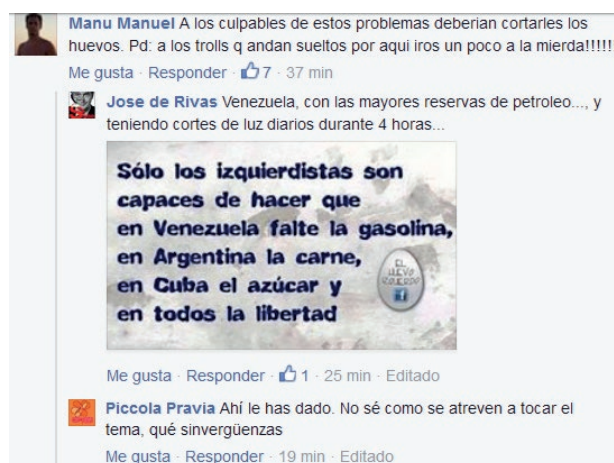 Manu Manuel A los culpables de estos problemas deberian cortarles los
huevos. Pd: a los trolls q andan sueltos por aqui iros un poco a la mierda!!!!!
Me gusta · Responder · 7 · 37 min
Jose de Rivas Venezuela, con las mayores reservas de petroleo..., y
teniendo cortes de luz diarios durante 4 horas...
Sólo los izquierdistas son
capaces de hacer que
en Venezuela falte la gasolina,
en Argentina la carne,
en Cuba el azúcar y
en todos la libertad
EL
f
Me gusta · Responder · 1 · 25 min · Editado
Piccola Pravia Ahí le has dado. No sé como se atreven a tocar el
tema, qué sinvergüenzas
Me gusta · Responder · 19 min · Editado